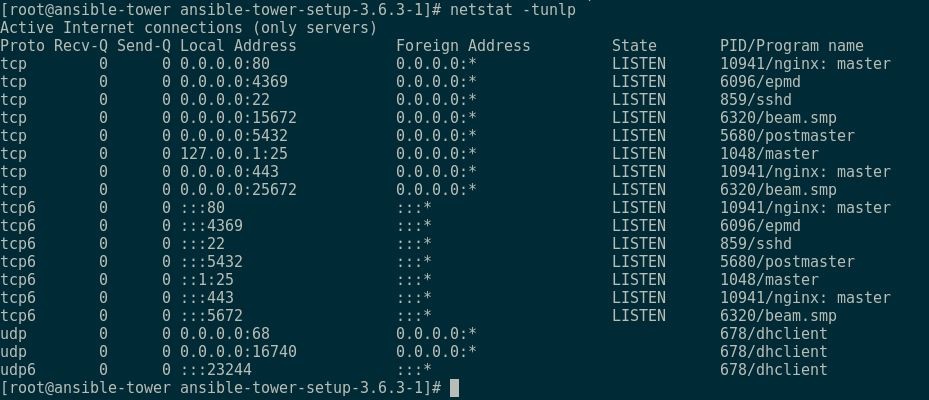 [root@ansible-tower ansible-tower-setup-3.6.3-1]# netstat -tunlp
Active Internet connections (only servers)
Proto Recv-Q Send-Q Local Address           Foreign Address         State       PID/Program name
tcp        0      0 0.0.0.0:80              0.0.0.0:*               LISTEN      10941/nginx: master
tcp        0      0 0.0.0.0:4369            0.0.0.0:*               LISTEN      6096/epmd
tcp        0      0 0.0.0.0:22              0.0.0.0:*               LISTEN      859/sshd
tcp        0      0 0.0.0.0:15672           0.0.0.0:*               LISTEN      6320/beam.smp
tcp        0      0 0.0.0.0:5432            0.0.0.0:*               LISTEN      5680/postmaster
tcp        0      0 127.0.0.1:25            0.0.0.0:*               LISTEN      1048/master
tcp        0      0 0.0.0.0:443             0.0.0.0:*               LISTEN      10941/nginx: master
tcp        0      0 0.0.0.0:25672           0.0.0.0:*               LISTEN      6320/beam.smp
tcp6       0      0 :::80                   :::*                    LISTEN      10941/nginx: master
tcp6       0      0 :::4369                 :::*                    LISTEN      6096/epmd
tcp6       0      0 :::22                   :::*                    LISTEN      859/sshd
tcp6       0      0 :::5432                 :::*                    LISTEN      5680/postmaster
tcp6       0      0 ::1:25                  :::*                    LISTEN      1048/master
tcp6       0      0 :::443                  :::*                    LISTEN      10941/nginx: master
tcp6       0      0 :::5672                 :::*                    LISTEN      6320/beam.smp
udp        0      0 0.0.0.0:68              0.0.0.0:*                           678/dhclient
udp        0      0 0.0.0.0:16740           0.0.0.0:*                           678/dhclient
udp6       0      0 :::23244                :::*                                678/dhclient
[root@ansible-tower ansible-tower-setup-3.6.3-1]#